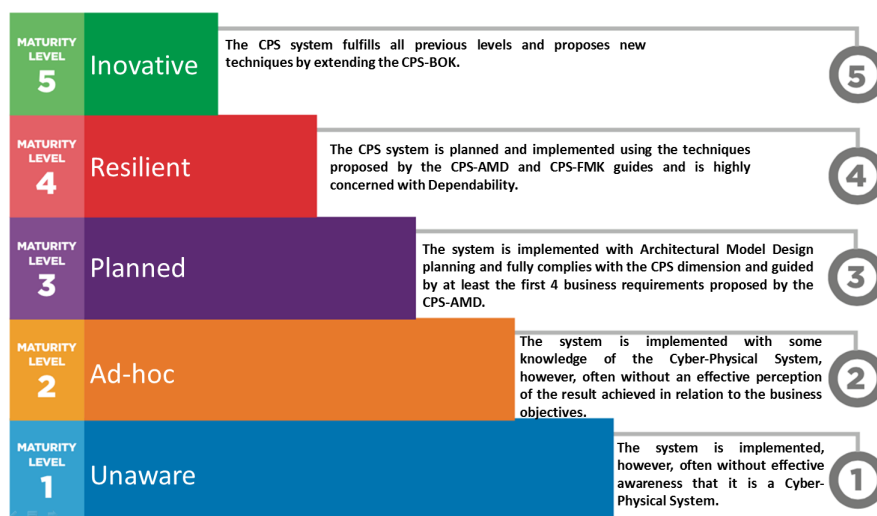 MATURITY
LEVEL
5
Inovative
The CPS system fulfills all previous levels and proposes new
techniques by extending the CPS-BOK.
5
MATURITY
LEVEL
4
Resilient
The CPS system is planned and implemented using the techniques
proposed by the CPS-AMD and CPS-FMK guides and is highly
concerned with Dependability.
4
MATURITY
LEVEL
3
Planned
The system is implemented with Architectural Model Design
planning and fully complies with the CPS dimension and guided
by at least the first 4 business requirements proposed by the
CPS-AMD.
3
MATURITY
LEVEL
2
Ad-hoc
The system is implemented with some
knowledge of the Cyber-Physical System,
however, often without an effective perception
of the result achieved in relation to the business
objectives.
2
MATURITY
LEVEL
1
Unaware
The system is implemented,
however, often without effective
awareness that it is a Cyber-
Physical System.
1